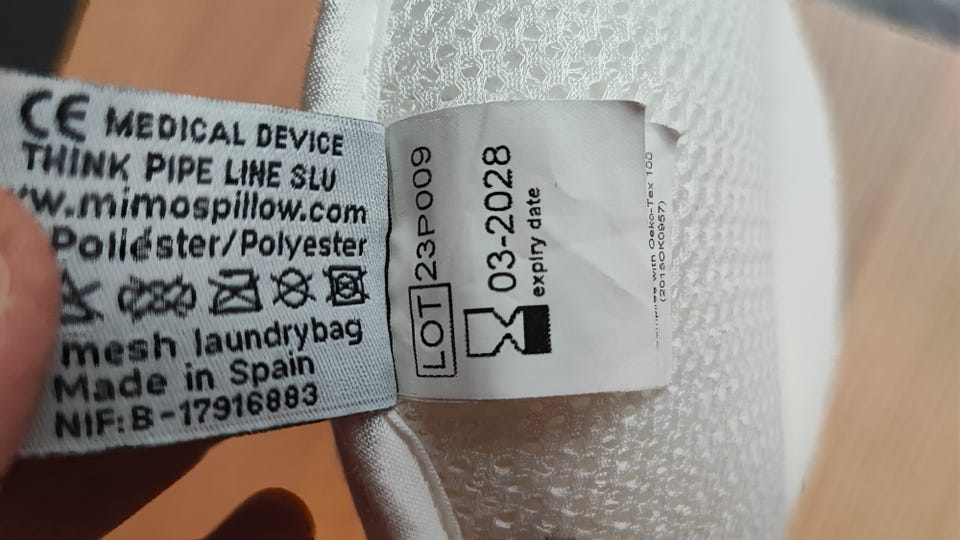 CE MEDICAL DEVICE
THINK PIPE LINE SLU
w.mimospillow.com
Poliéster/Polyester
mesh laundrybag
Made in Spain
NIF: B-17916883
LOT 23P009
03-2028
expiry date
with Oeko-Tex 100
(2015OK0957)